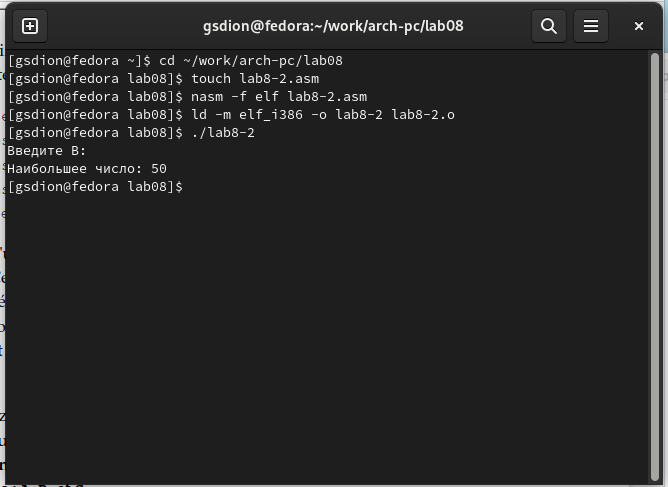 gsdion@fedora:~/work/arch-pc/lab08
[gsdion@fedora ~]$ cd ~/work/arch-pc/lab08
[gsdion@fedora lab08]$ touch lab8-2.asm
[gsdion@fedora lab08]$ nasm -f elf lab8-2.asm
[gsdion@fedora lab08]$ ld -m elf_i386 -o lab8-2 lab8-2.o
[gsdion@fedora lab08]$ ./lab8-2
Введите B:
Наибольшее число: 50
[gsdion@fedora lab08]$